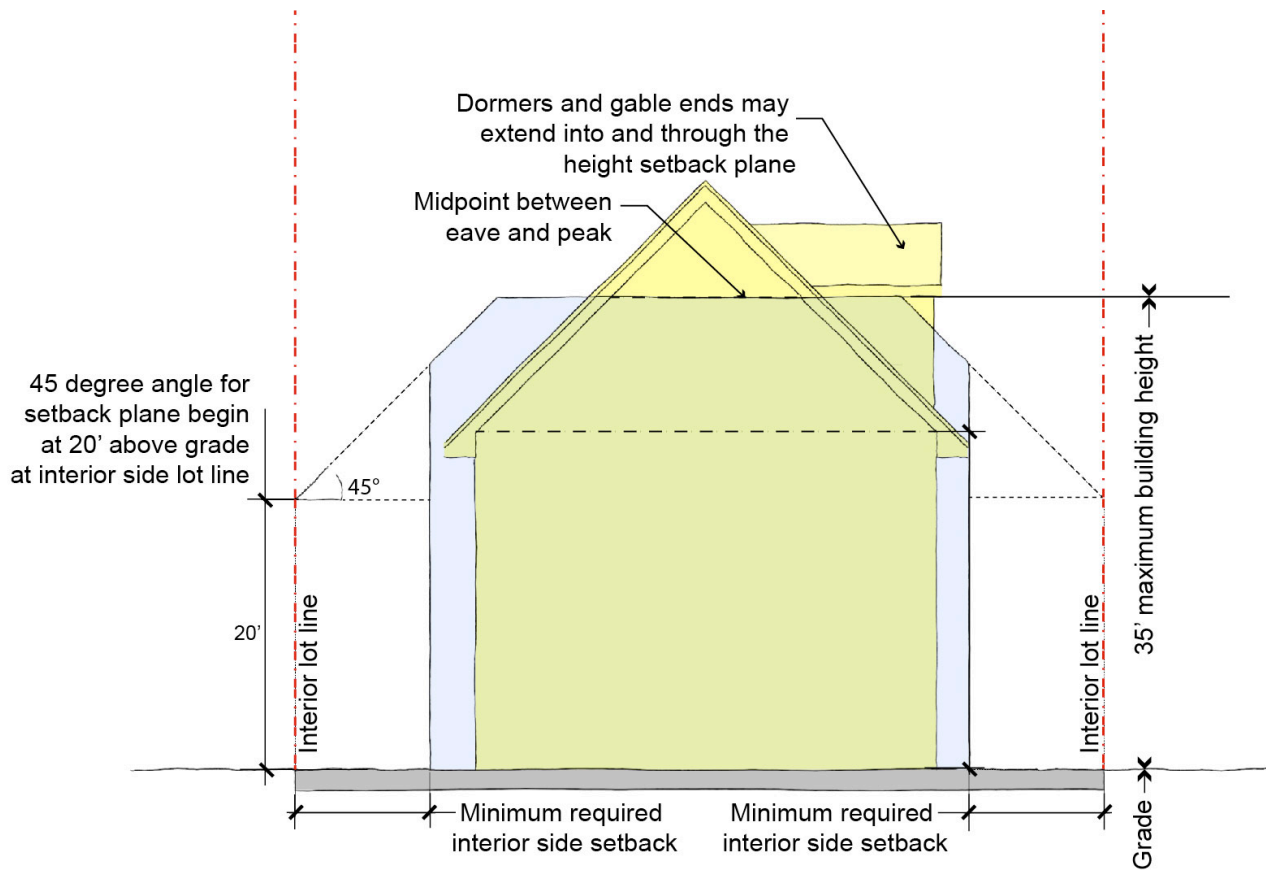 Dormers and gable ends may
extend into and through the
height setback plane
Midpoint between
eave and peak
45 degree angle for
setback plane begin
at 20’ above grade
at interior side lot line
45°
20’
Interior lot line
Interior lot line
35’ maximum building height
Grade
Minimum required
interior side setback
Minimum required
interior side setback